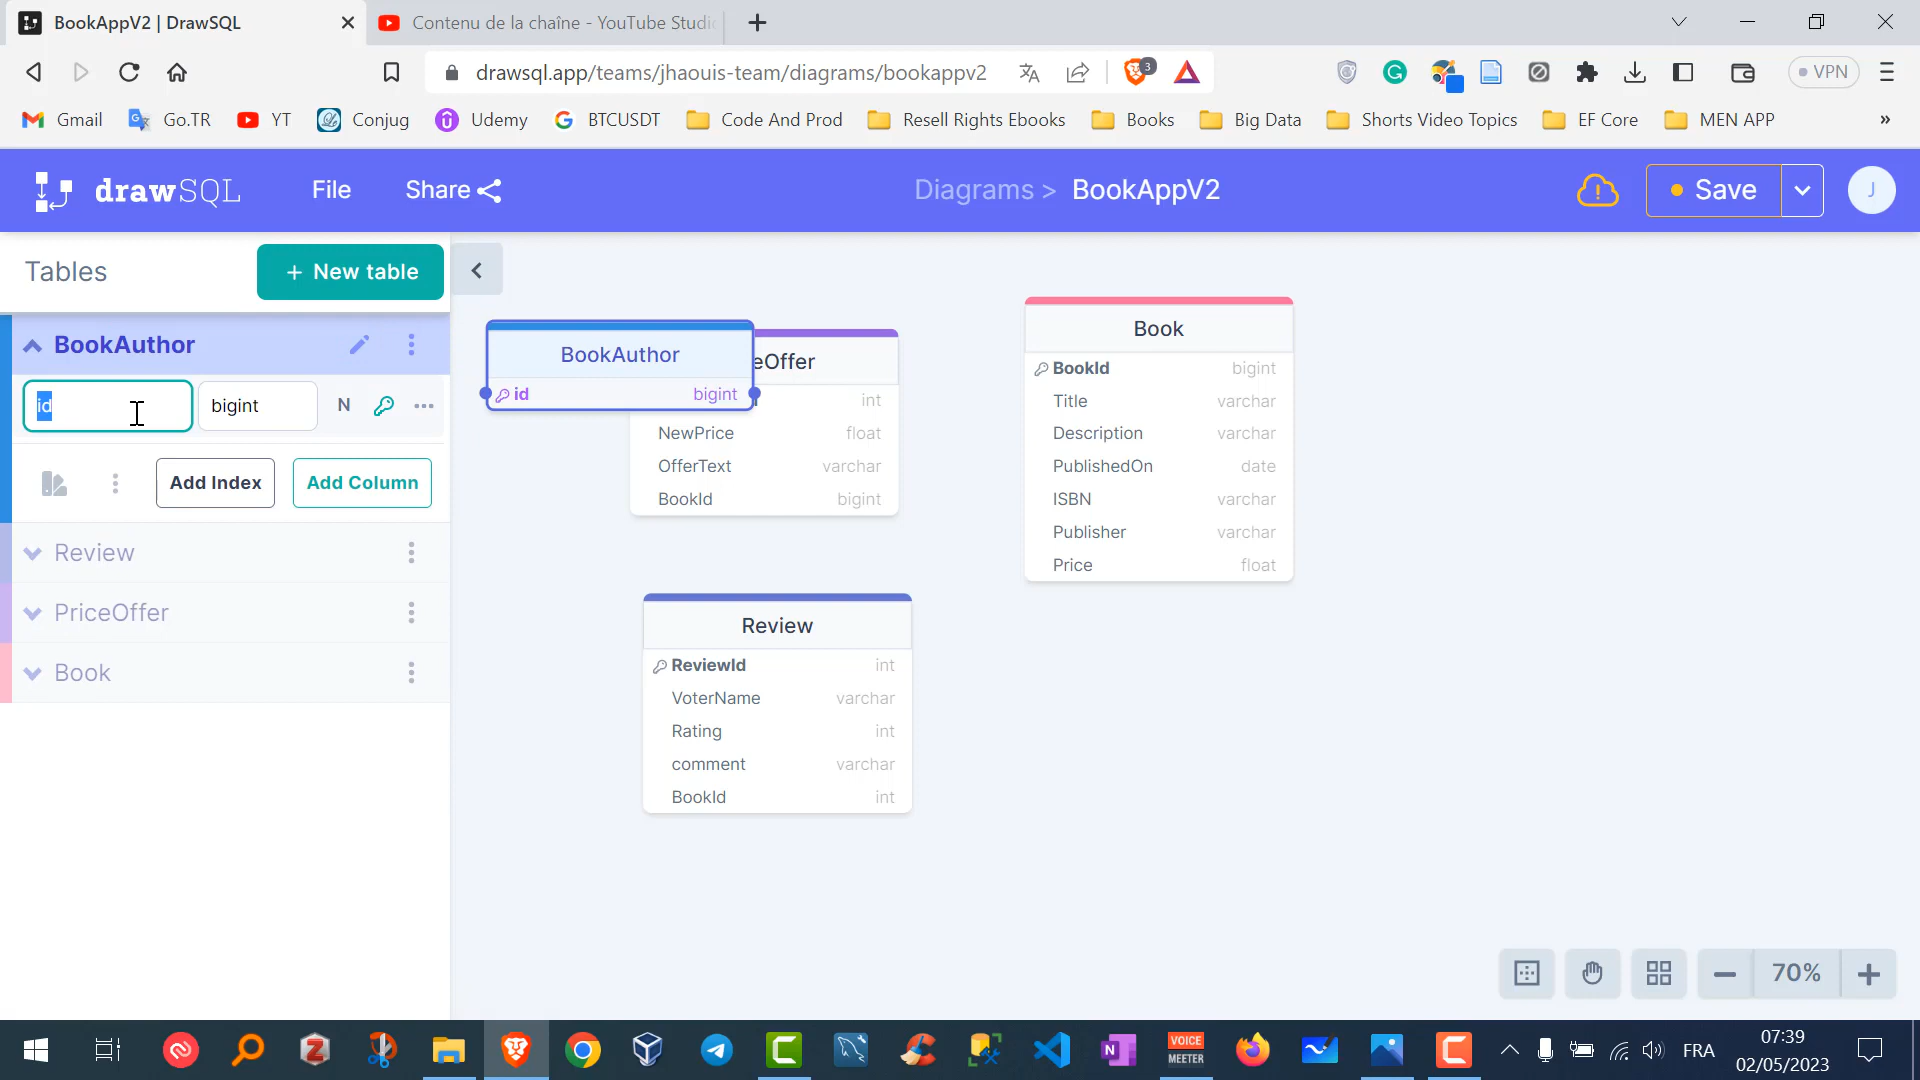 BookAppV2 | DrawSQL
Contenu de la chaîne - YouTube Studio
drawsql.app/teams/jhaouis-team/diagrams/bookappv2
3
VPN
Gmail
Go.TR
YT
Conjug
Udemy
BTCUSDT
Code And Prod
Resell Rights Ebooks
Books
Big Data
Shorts Video Topics
EF Core
MEN APP
»
drawSQL
File
Share
Diagrams > BookAppV2
Save
J
Tables
+ New table
BookAuthor
id
bigint
N
Add Index
Add Column
Review
PriceOffer
Book
BookAuthor
id bigint
eOffer
int
NewPrice float
OfferText varchar
BookId bigint
Book
BookId bigint
Title varchar
Description varchar
PublishedOn date
ISBN varchar
Publisher varchar
Price float
Review
ReviewId int
VoterName varchar
Rating int
comment varchar
BookId int
70%
VOICE
MEETER
FRA
07:39
02/05/2023